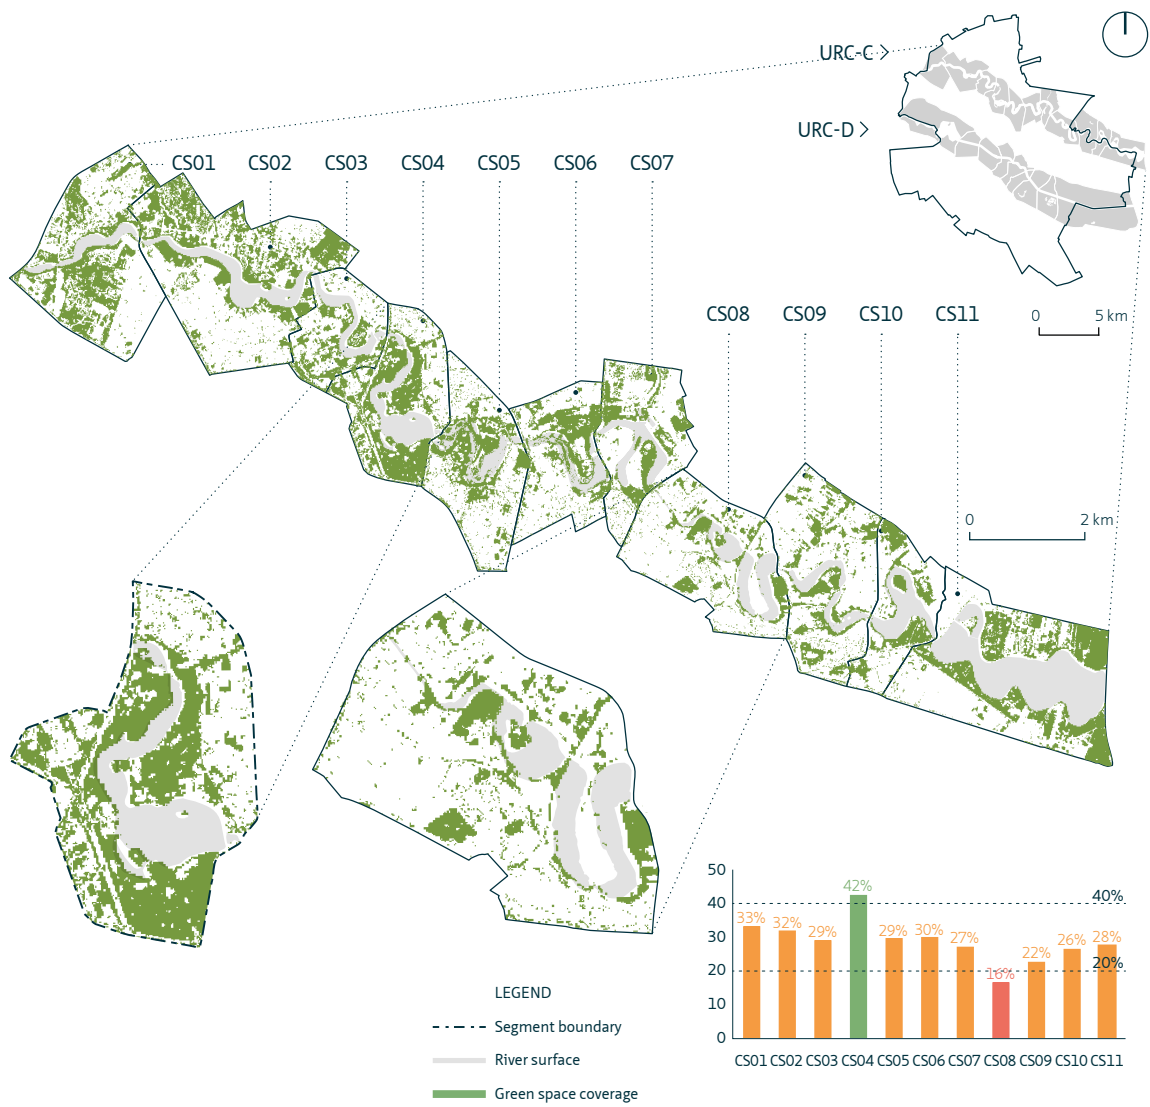 URC-C
URC-D
CS01 CS02 CS03 CS04 CS05 CS06 CS07
CS08 CS09 CS10 CS11
0 5 km
0 2 km
50
40
30
20
10
0
40%
20%
33% 32% 29% 42% 29% 30% 27% 16% 22% 26% 28%
CS01 CS02 CS03 CS04 CS05 CS06 CS07 CS08 CS09 CS10 CS11
LEGEND
Segment boundary
River surface
Green space coverage